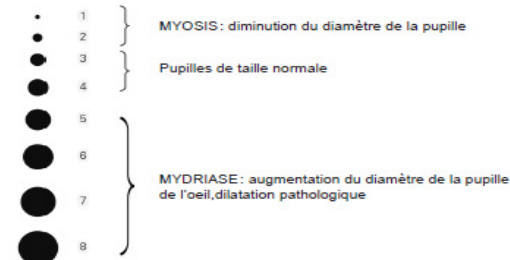 1
2
MYOSIS: diminution du diamètre de la pupille
3
4
Pupilles de taille normale
5
6
7
8
MYDRIASE: augmentation du diamètre de la pupille
de l'oeil,dilatation pathologique